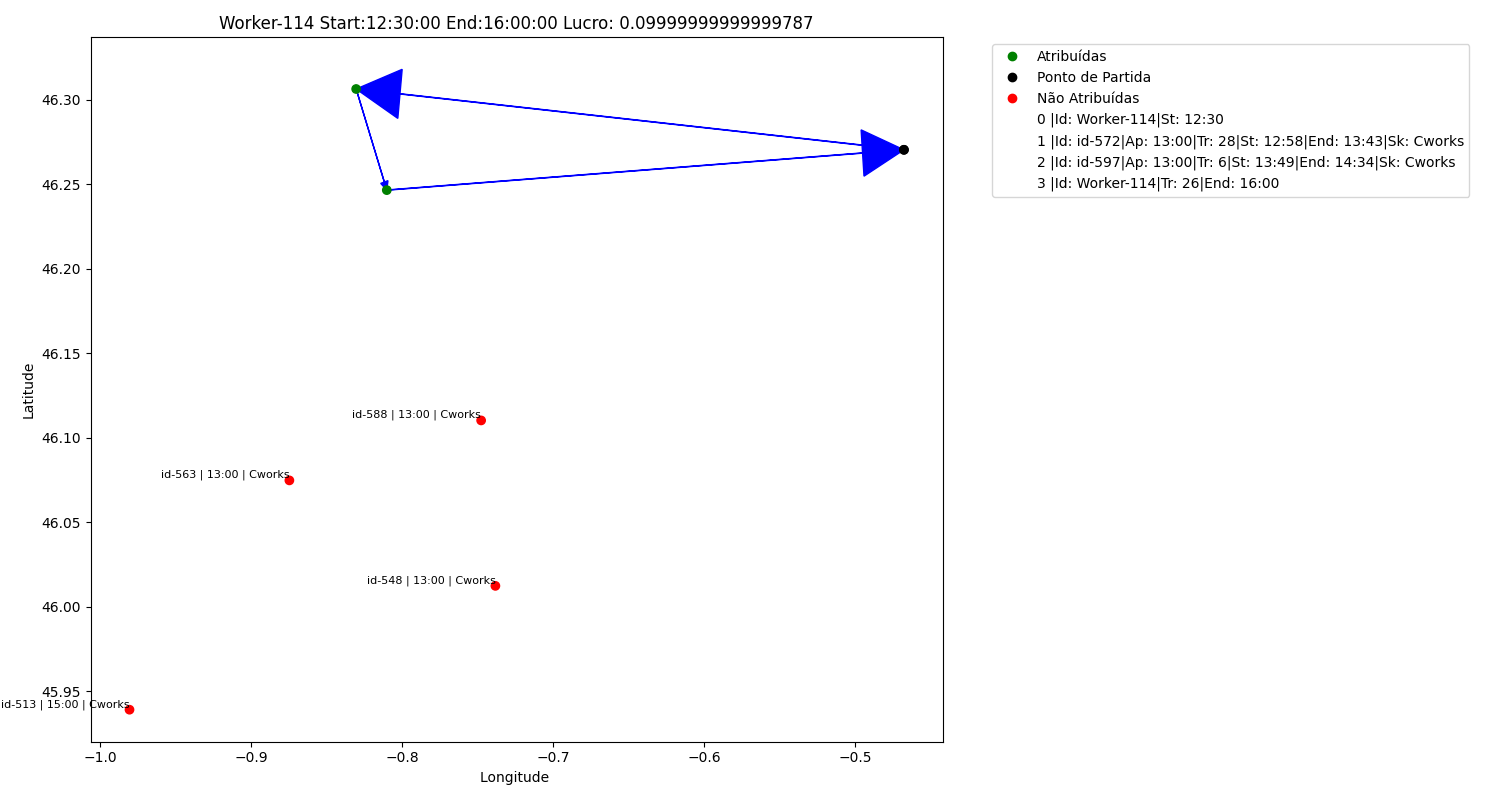 Worker-114 Start:12:30:00 End:16:00:00 Lucro: 0.09999999999999787
Atribuídas
Ponto de Partida
Não Atribuídas
0 |Id: Worker-114|St: 12:30
1 |Id: id-572|Ap: 13:00|Tr: 28|St: 12:58|End: 13:43|Sk: Cworks
2 |Id: id-597|Ap: 13:00|Tr: 6|St: 13:49|End: 14:34|Sk: Cworks
3 |Id: Worker-114|Tr: 26|End: 16:00
46.30
46.25
46.20
46.15
46.10
46.05
46.00
45.95
Latitude
id-588 | 13:00 | Cworks
id-563 | 13:00 | Cworks
id-548 | 13:00 | Cworks
id-513 | 15:00 | Cworks
−1.0 −0.9 −0.8 −0.7 −0.6 −0.5
Longitude